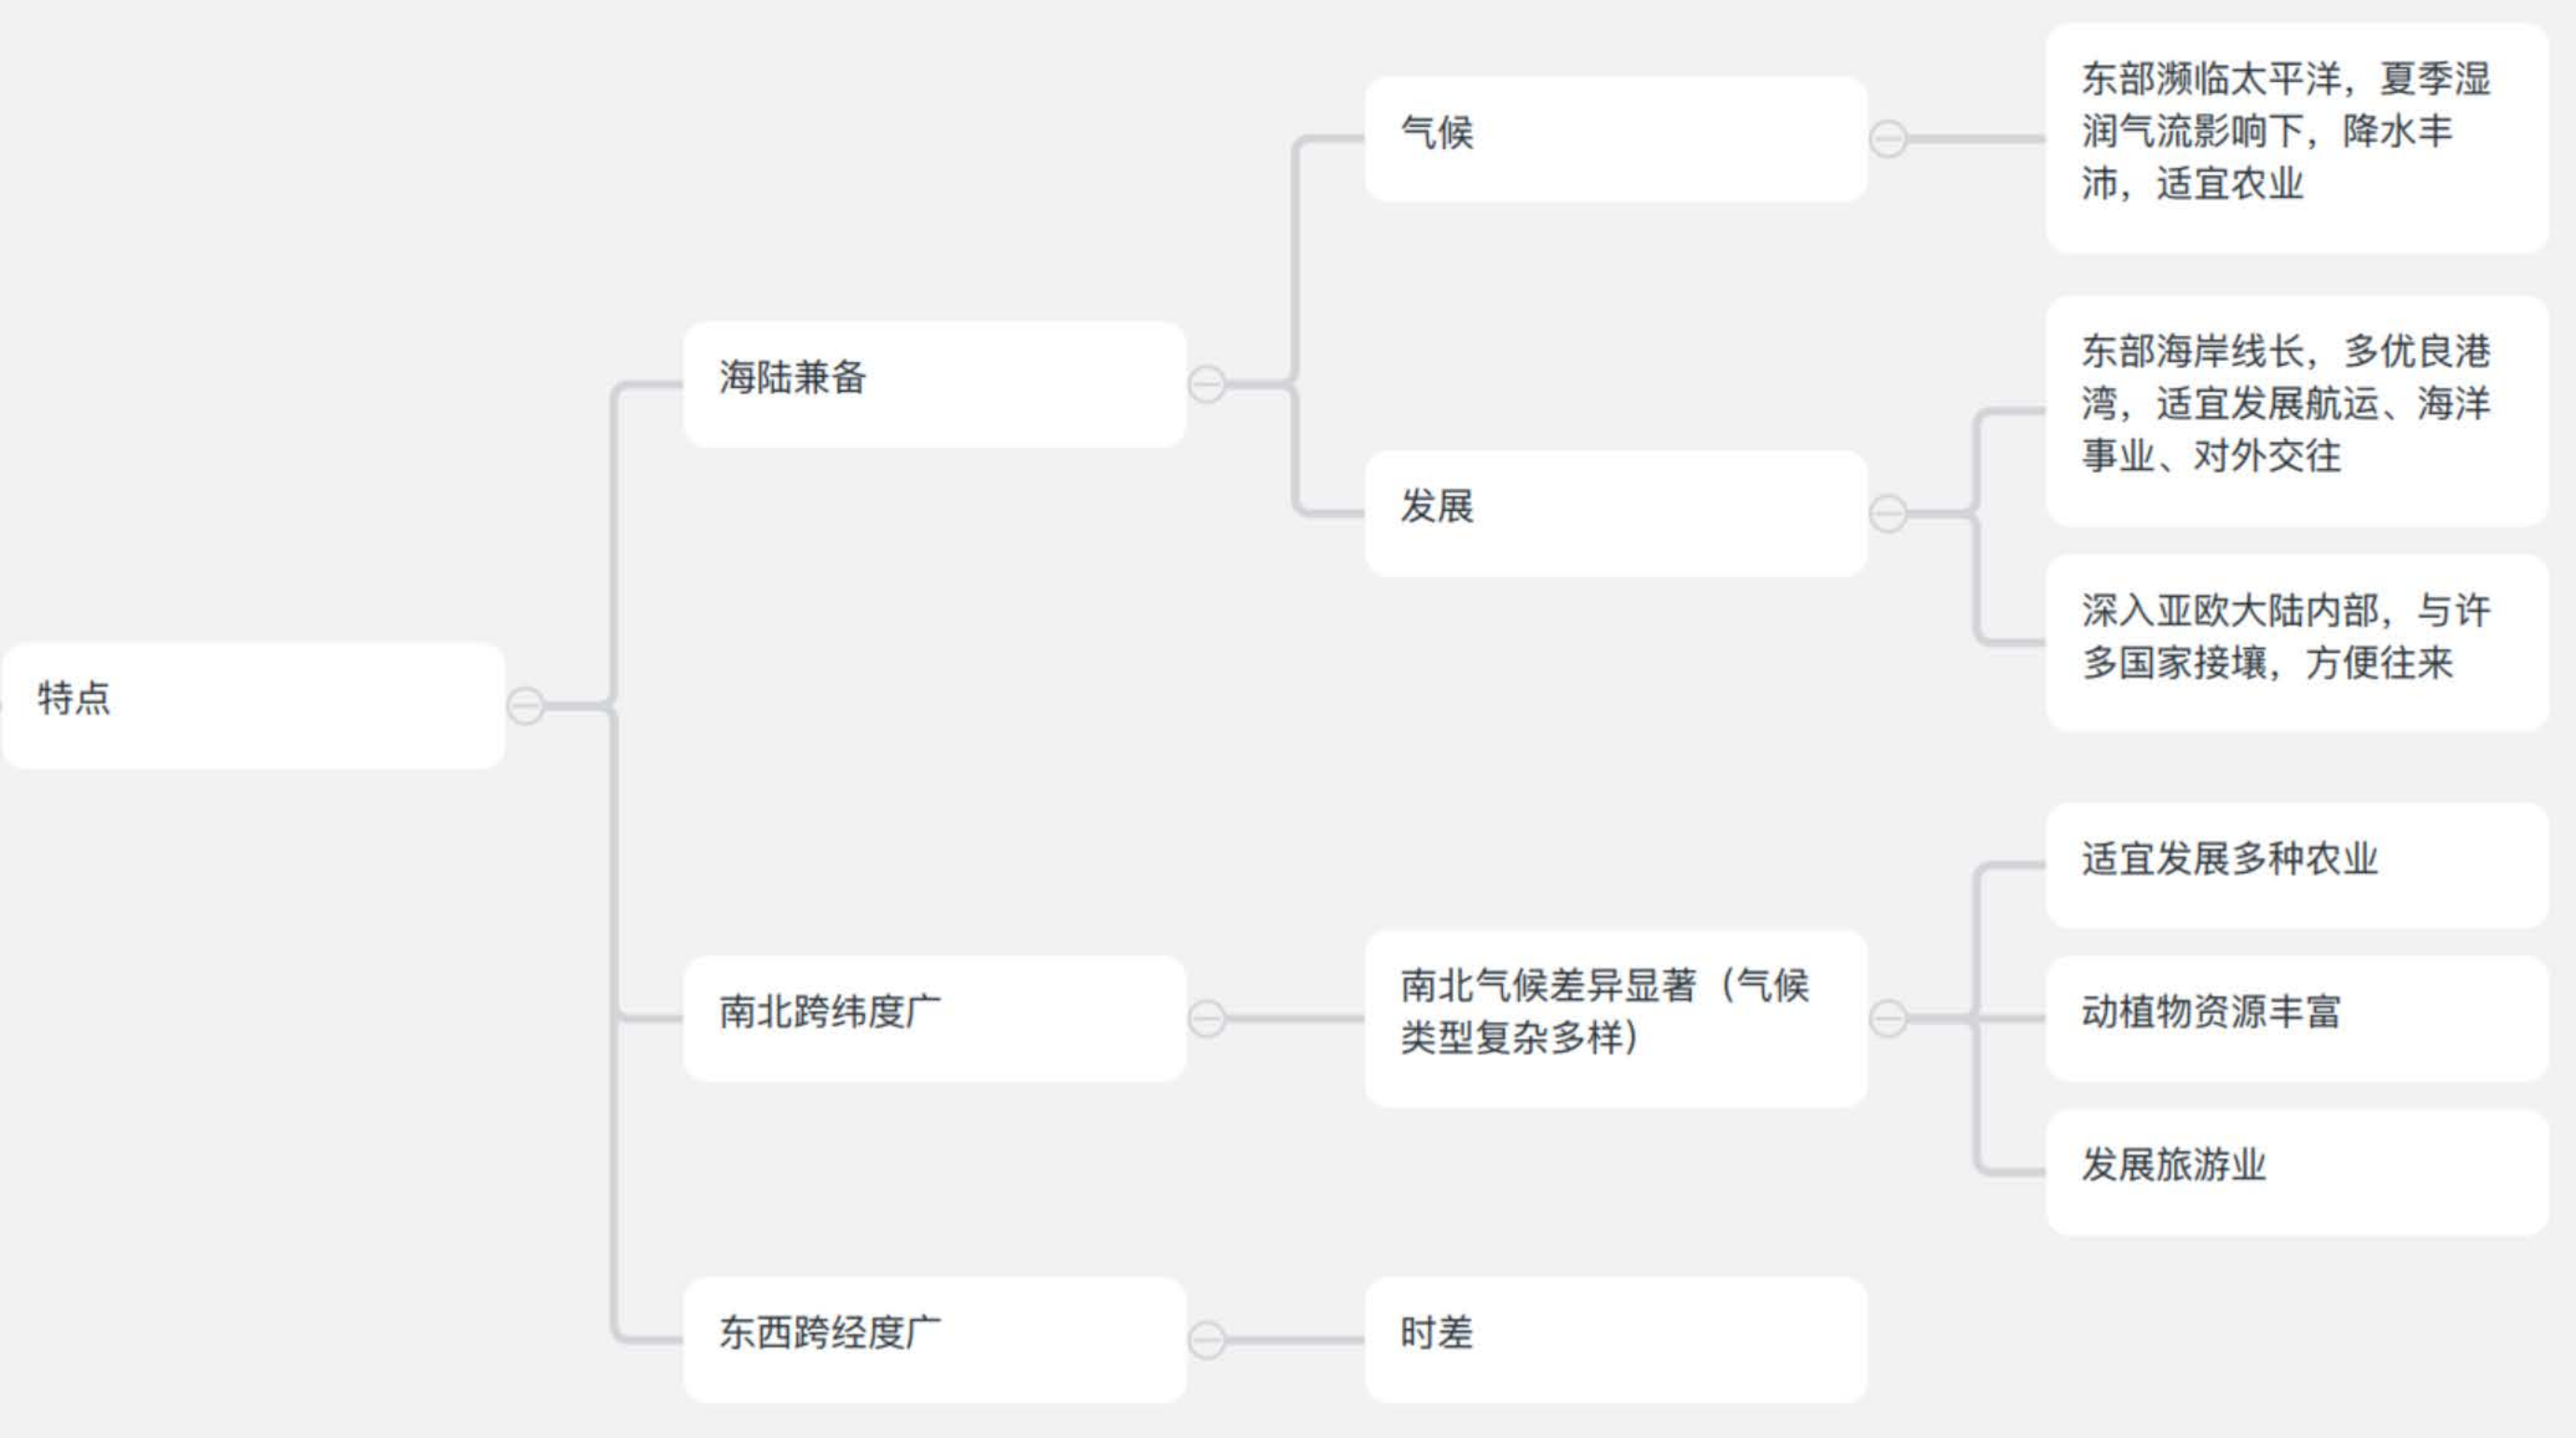 特点
海陆兼备
气候
东部濒临太平洋，夏季湿
润气流影响下，降水丰
沛，适宜农业
发展
东部海岸线长，多优良港
湾，适宜发展航运、海洋
事业、对外交往
深入亚欧大陆内部，与许
多国家接壤，方便往来
南北跨纬度广
南北气候差异显著（气候
类型复杂多样）
适宜发展多种农业
动植物资源丰富
发展旅游业
东西跨经度广
时差